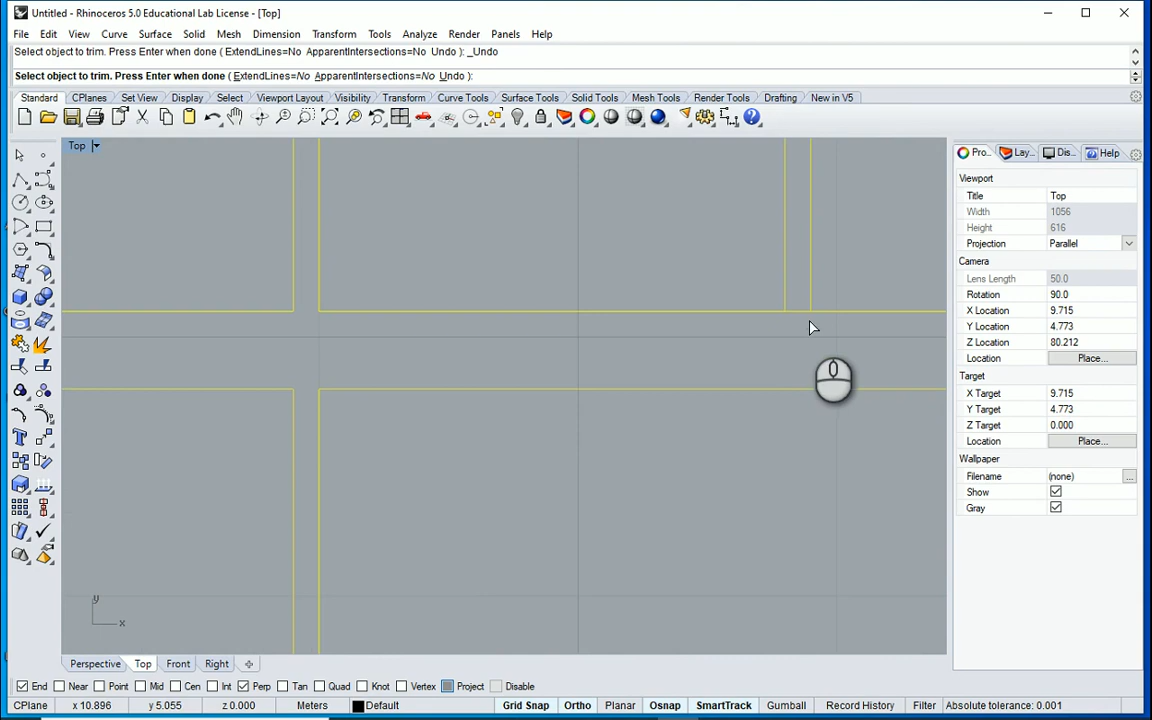 Untitled - Rhinoceros 5.0 Educational Lab License - [Top]
File Edit View Curve Surface Solid Mesh Dimension Transform Tools Analyze Render Panels Help
Select object to trim. Press Enter when done ( ExtendLines=No ApparentIntersections=No Undo ): _Undo
Select object to trim. Press Enter when done ( ExtendLines=No ApparentIntersections=No Undo ):
Standard CPlanes Set View Display Select Viewport Layout Visibility Transform Curve Tools Surface Tools Solid Tools Mesh Tools Render Tools Drafting New in V5
Top
Pro... Lay... Dis... Help
Viewport
Title Top
Width 1056
Height 616
Projection Parallel
Camera
Lens Length 50.0
Rotation 90.0
X Location 9.715
Y Location 4.773
Z Location 80.212
Location Place...
Target
X Target 9.715
Y Target 4.773
Z Target 0.000
Location Place...
Wallpaper
Filename (none) ...
Show
Gray
y
x
Perspective Top Front Right
End Near Point Mid Cen Int Perp Tan Quad Knot Vertex Project Disable
CPlane x 10.896 y 5.055 z 0.000 Meters Default Grid Snap Ortho Planar Osnap SmartTrack Gumball Record History Filter Absolute tolerance: 0.001